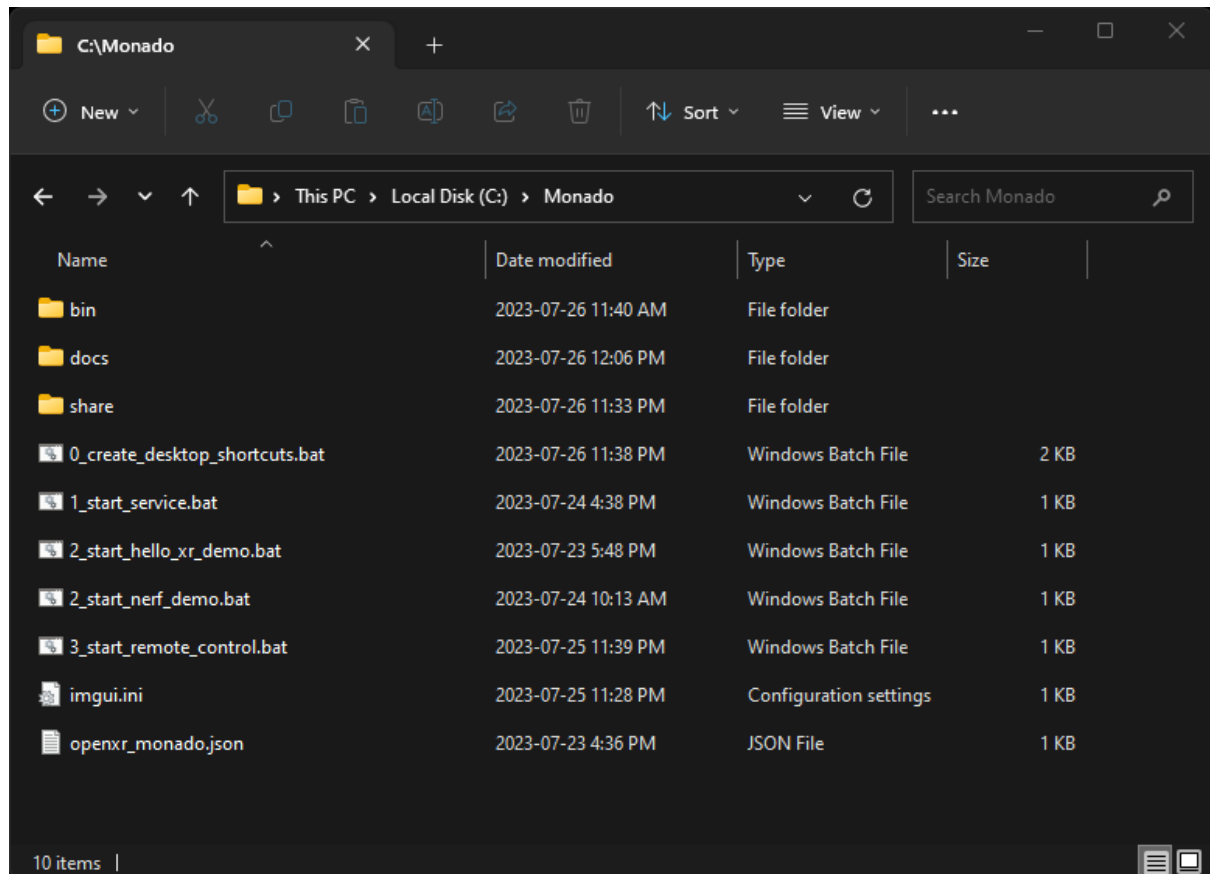 C:\Monado
New Sort View
This PC Local Disk (C:) Monado Search Monado
Name Date modified Type Size
bin 2023-07-26 11:40 AM File folder
docs 2023-07-26 12:06 PM File folder
share 2023-07-26 11:33 PM File folder
0_create_desktop_shortcuts.bat 2023-07-26 11:38 PM Windows Batch File 2 KB
1_start_service.bat 2023-07-24 4:38 PM Windows Batch File 1 KB
2_start_hello_xr_demo.bat 2023-07-23 5:48 PM Windows Batch File 1 KB
2_start_nerf_demo.bat 2023-07-24 10:13 AM Windows Batch File 1 KB
3_start_remote_control.bat 2023-07-25 11:39 PM Windows Batch File 1 KB
imgui.ini 2023-07-25 11:28 PM Configuration settings 1 KB
openxr_monado.json 2023-07-23 4:36 PM JSON File 1 KB
10 items